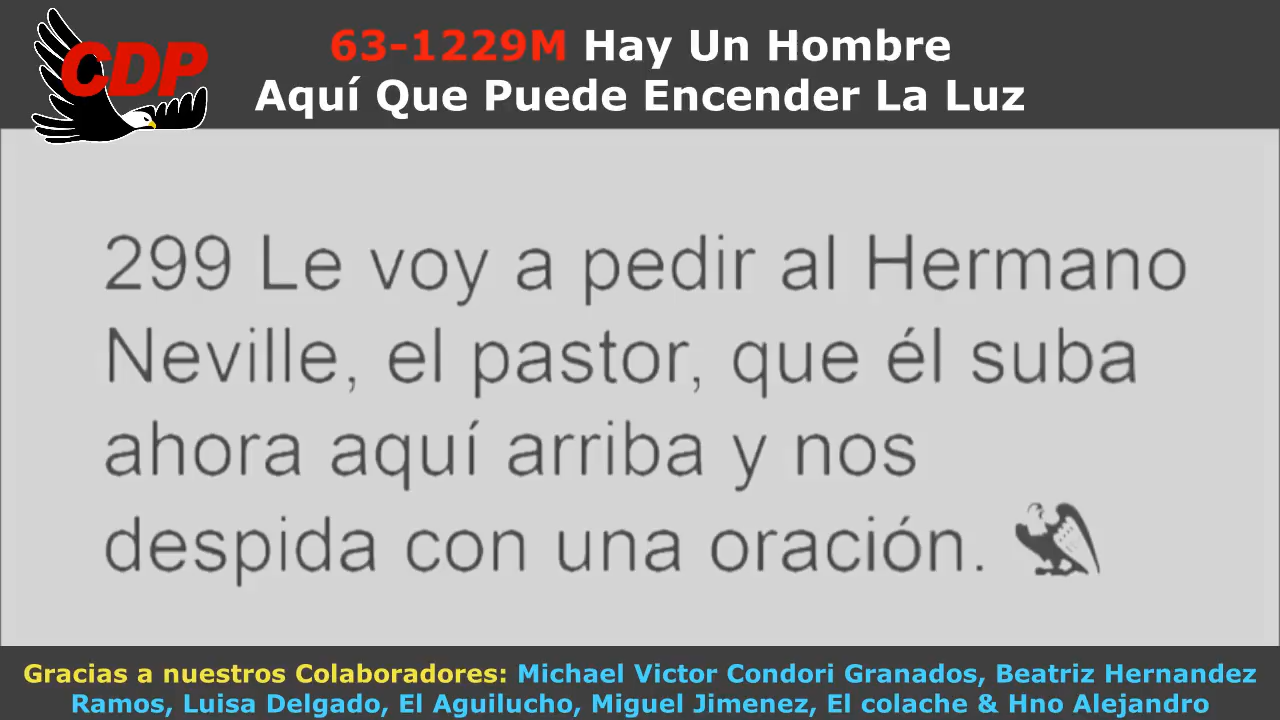 CDP
63-1229M Hay Un Hombre
Aquí Que Puede Encender La Luz
299 Le voy a pedir al Hermano
Neville, el pastor, que él suba
ahora aquí arriba y nos
despida con una oración.
Gracias a nuestros Colaboradores: Michael Victor Condori Granados, Beatriz Hernandez
Ramos, Luisa Delgado, El Aguilucho, Miguel Jimenez, El colache & Hno Alejandro